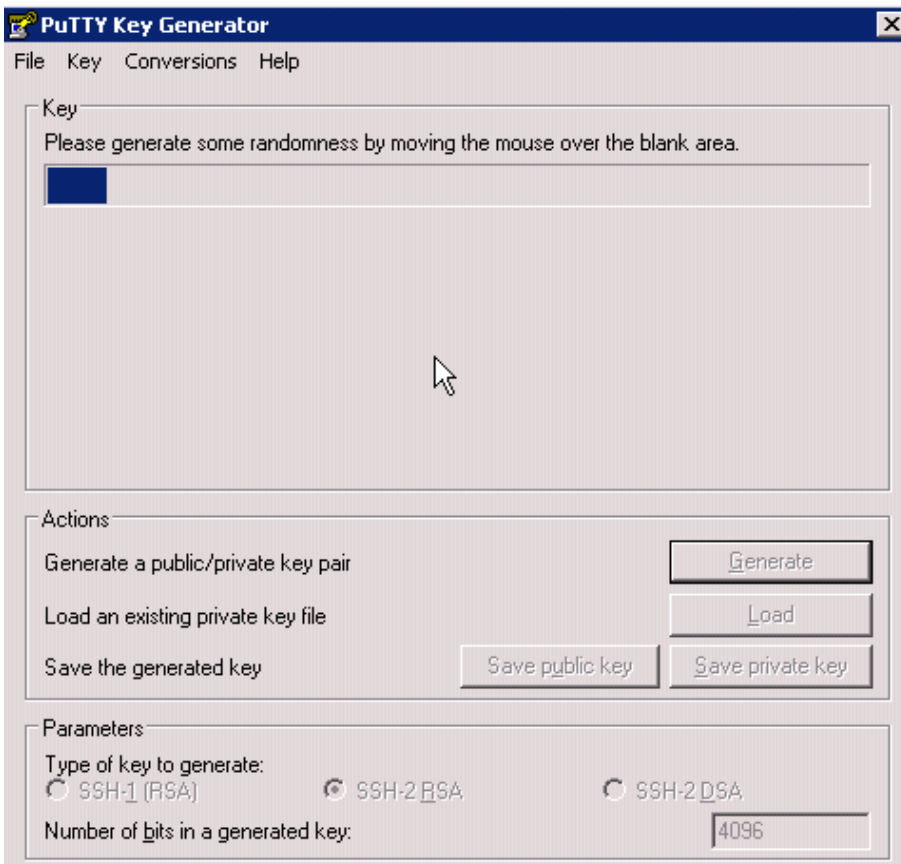 PuTTY Key Generator
File Key Conversions Help
Key
Please generate some randomness by moving the mouse over the blank area.
Actions
Generate a public/private key pair
Generate
Load an existing private key file
Load
Save the generated key
Save public key
Save private key
Parameters
Type of key to generate:
SSH-1 (RSA) SSH-2 RSA SSH-2 DSA
Number of bits in a generated key:
4096